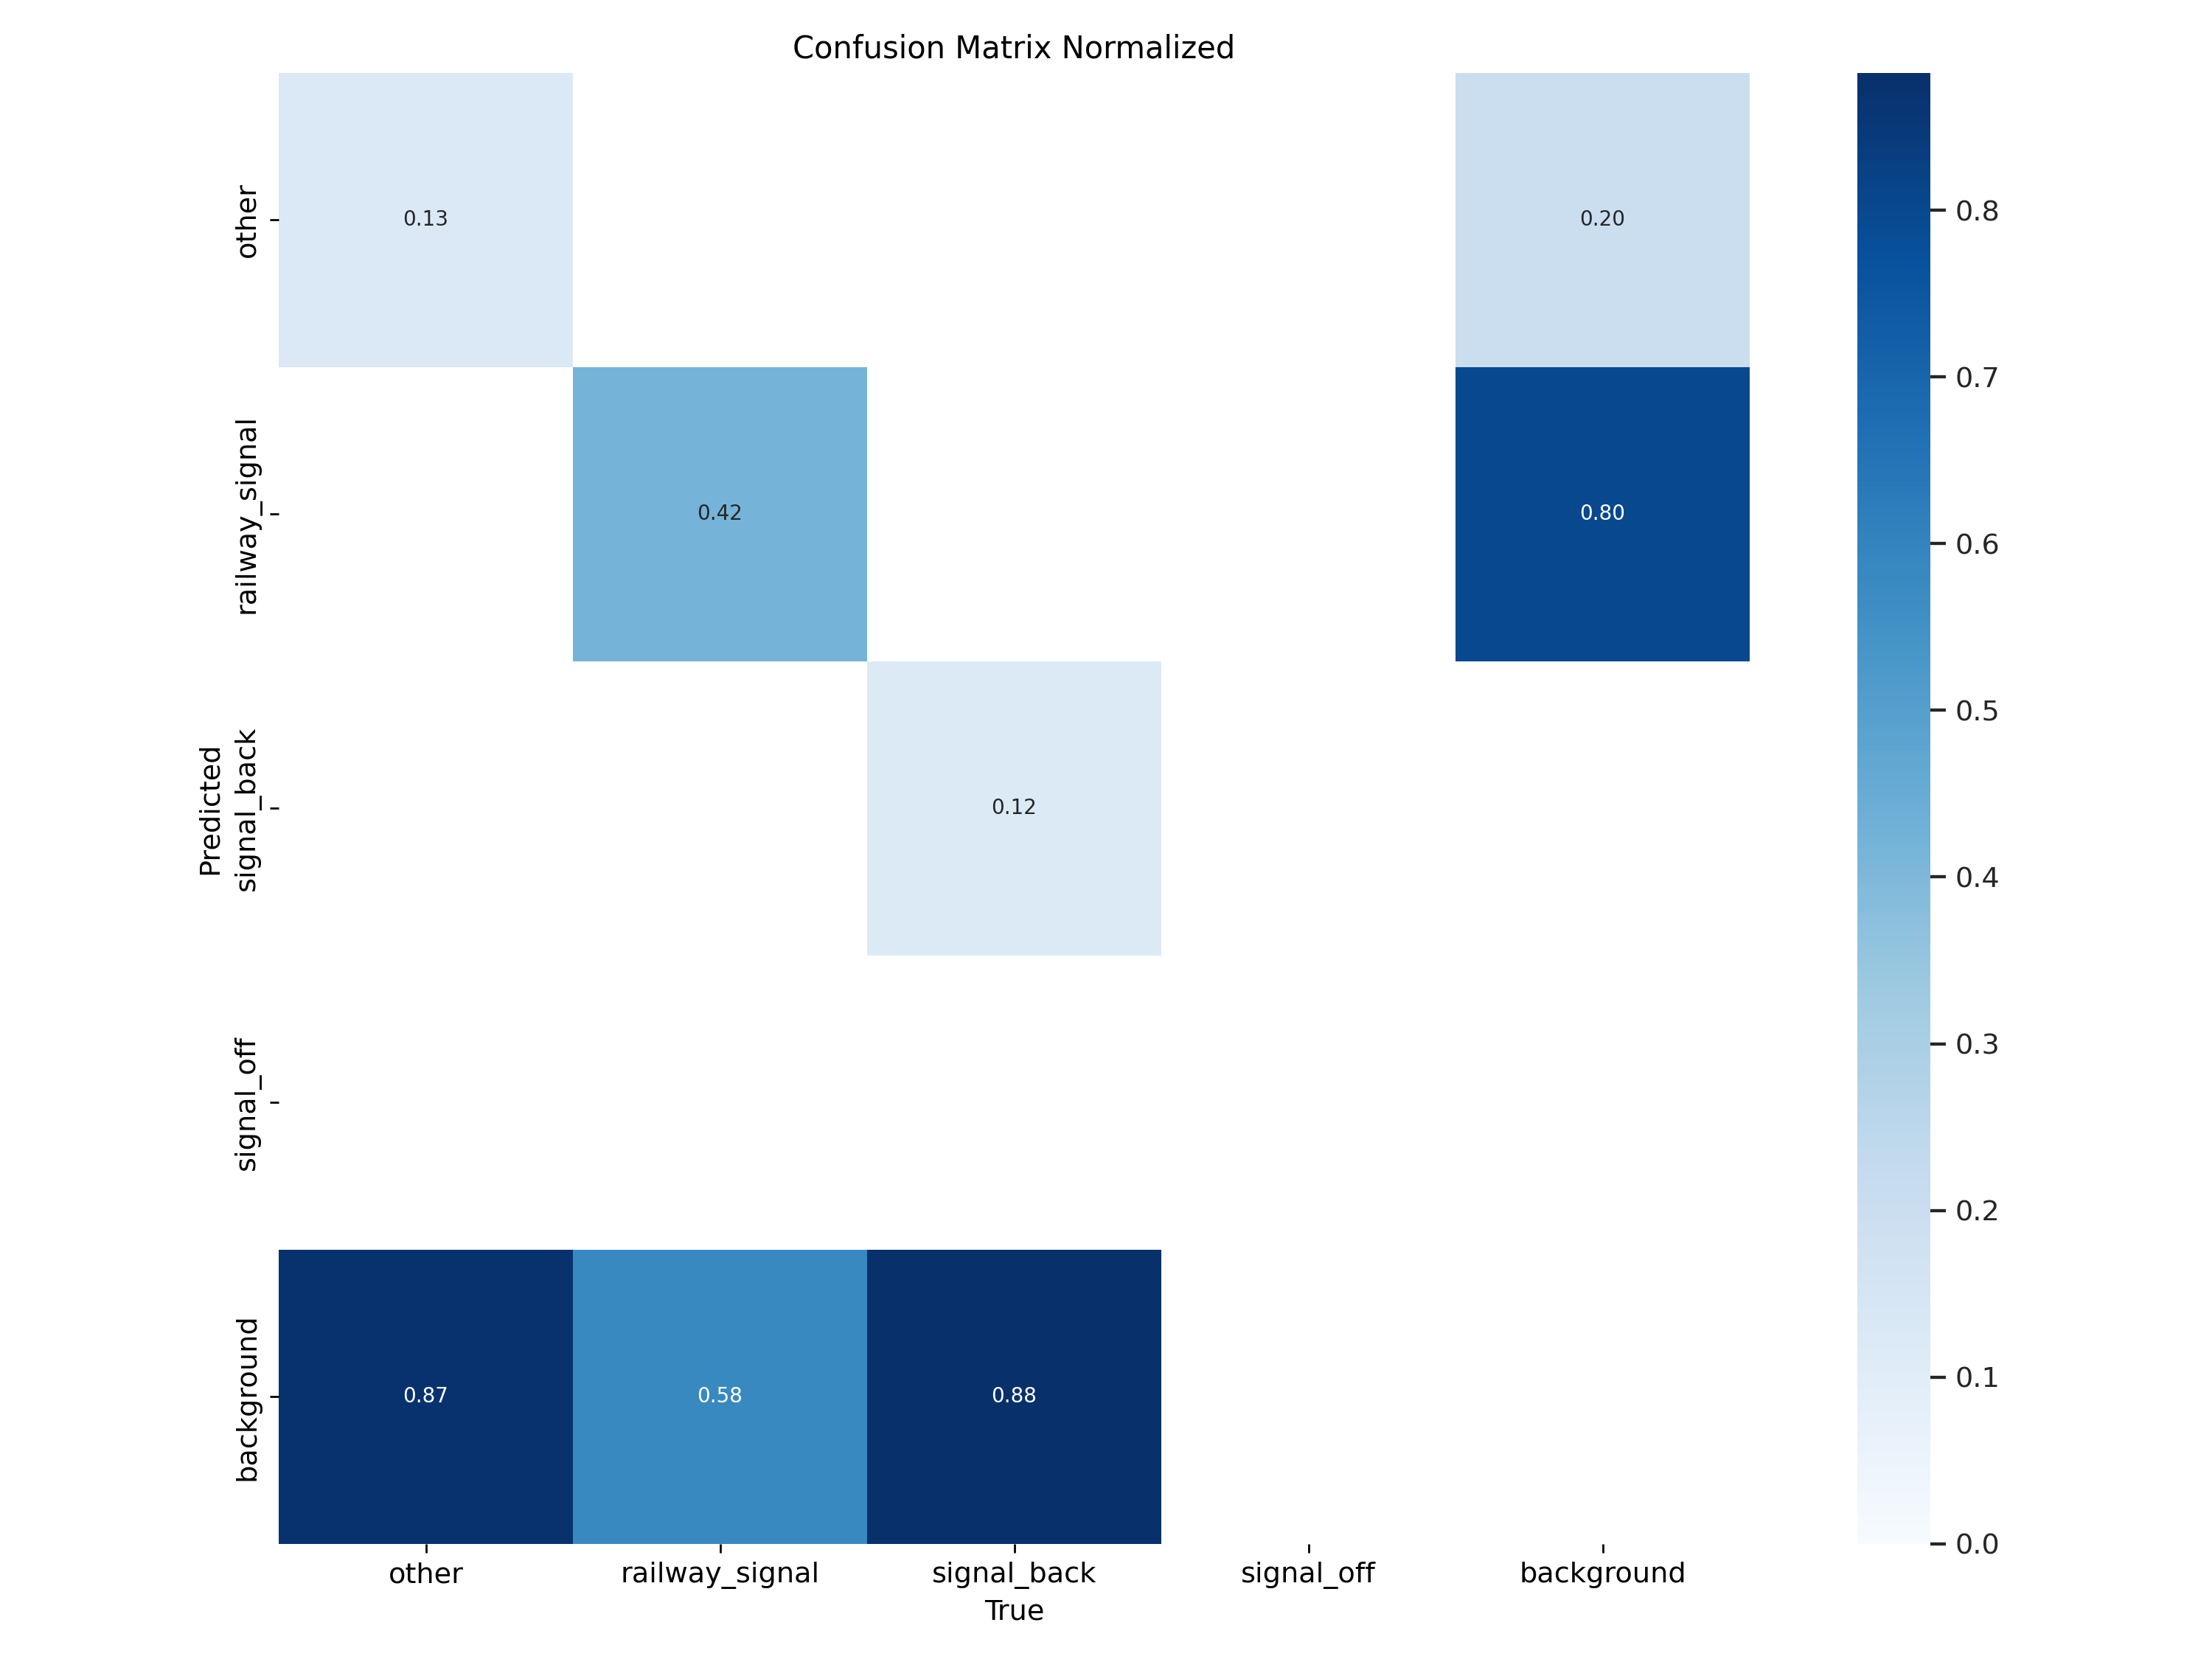 Confusion Matrix Normalized
Predicted
other
0.13
0.20
railway_signal
0.42
0.80
signal_back
0.12
signal_off
background
0.87
0.58
0.88
other
railway_signal
signal_back
signal_off
background
True
0.8
0.7
0.6
0.5
0.4
0.3
0.2
0.1
0.0